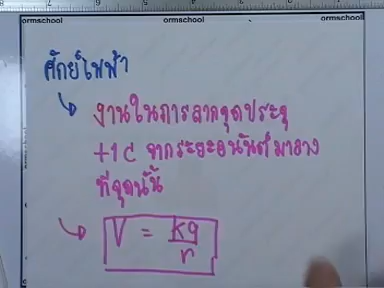 ormschool ormschool ormschool
ศักย์ไฟฟ้า
↳ งานในการลากจุดประจุ
+1C จากระยะอนันต์มาวาง
ที่จุดนั้น
↳ V = kq/r